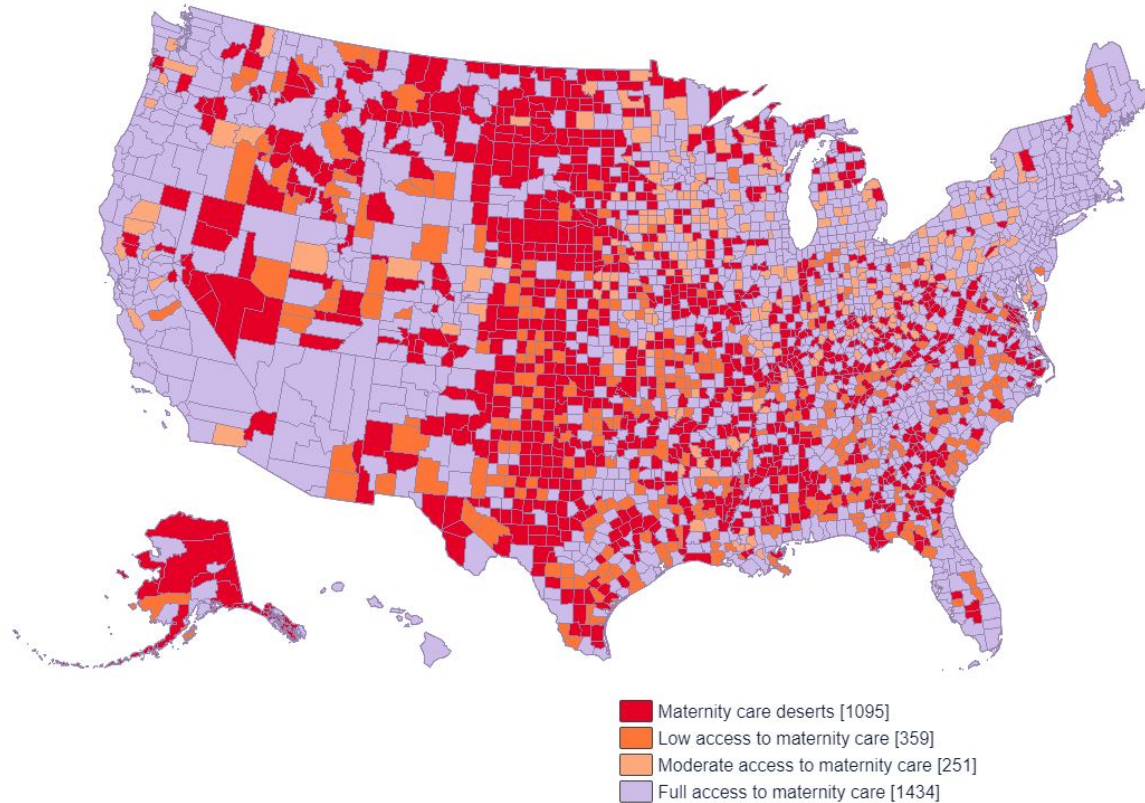 Maternity care deserts [1095]
Low access to maternity care [359]
Moderate access to maternity care [251]
Full access to maternity care [1434]